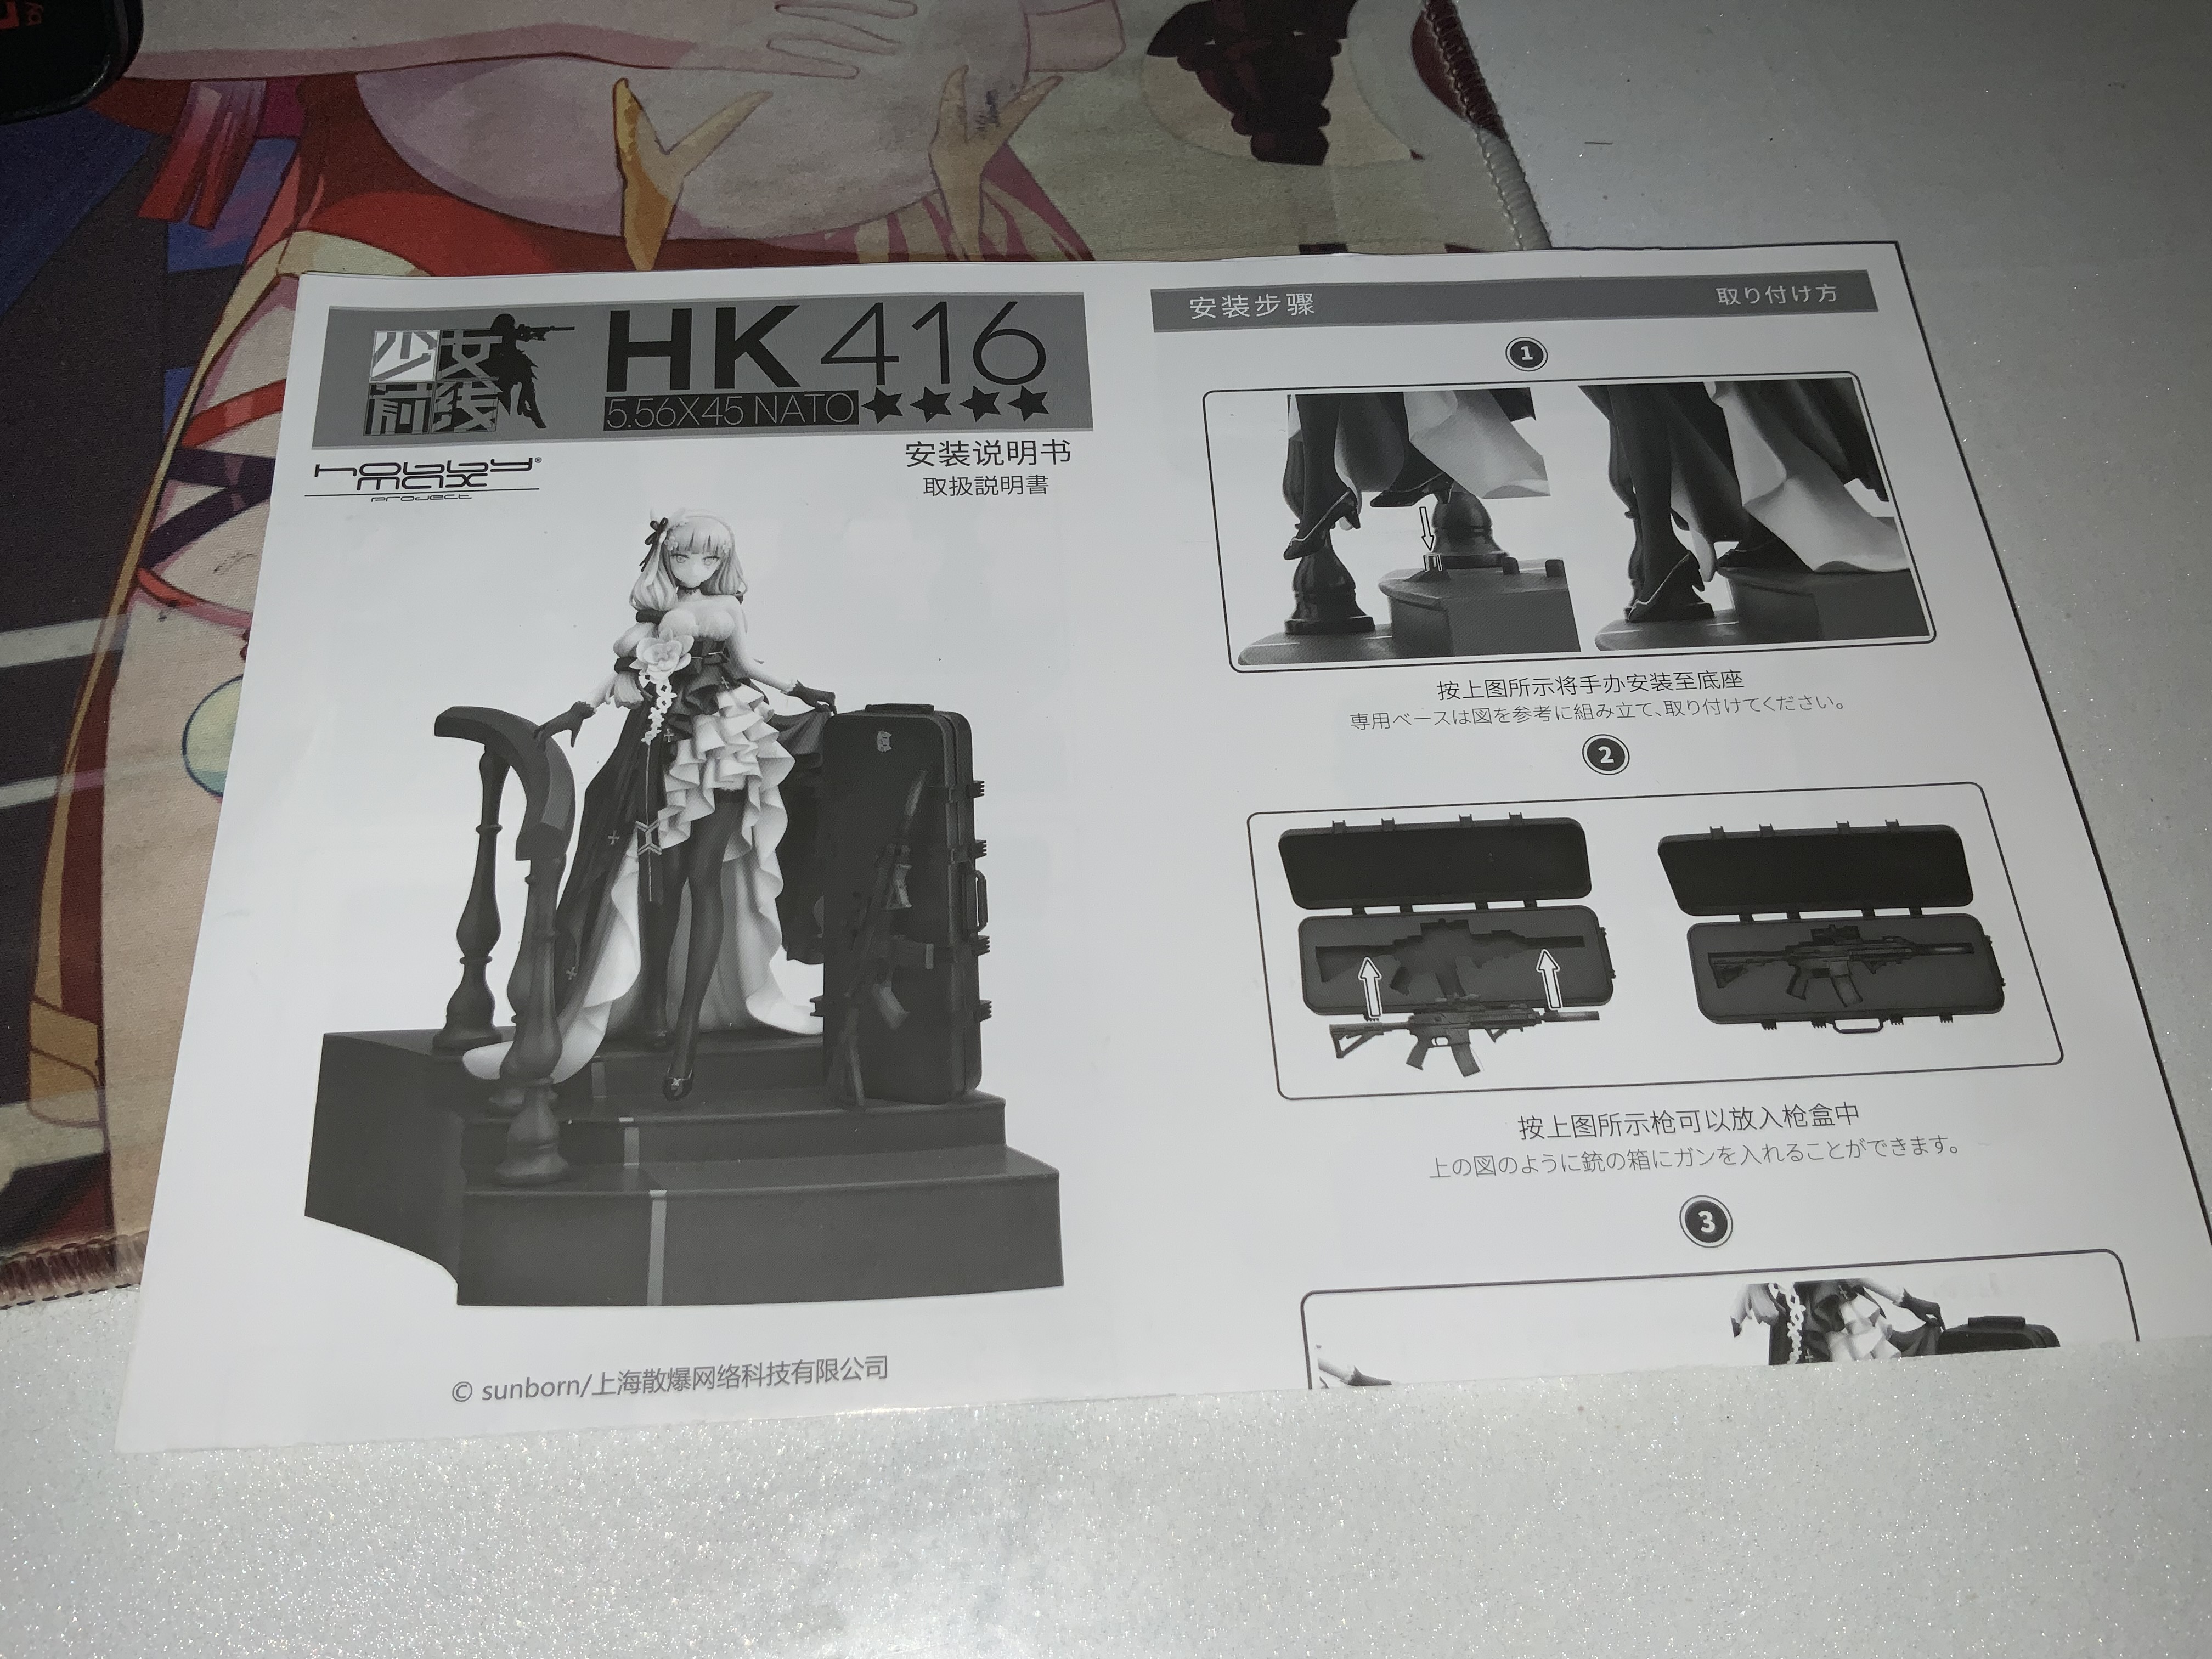 少女
前线
HK416
5.56X45 NATO ★★★★
hobby®
max
project
安装说明书
取扱説明書
© sunborn/上海散爆网络科技有限公司
安装步骤
取り付け方
1
按上图所示将手办安装至底座
専用ベースは図を参考に組み立て、取り付けてください。
2
按上图所示枪可以放入枪盒中
上の図のように銃の箱にガンを入れることができます。
3